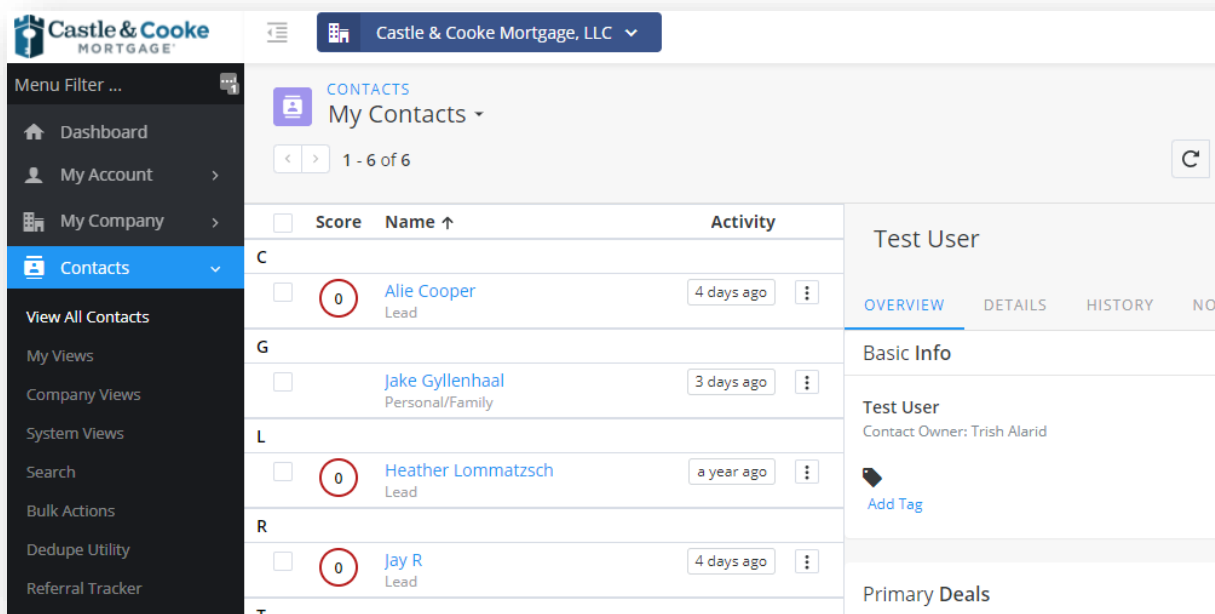 Castle & Cooke
MORTGAGE
Castle & Cooke Mortgage, LLC
Menu Filter ...
1
Dashboard
My Account
My Company
Contacts
View All Contacts
My Views
Company Views
System Views
Search
Bulk Actions
Dedupe Utility
Referral Tracker
CONTACTS
My Contacts
1 - 6 of 6
Score Name ↑ Activity
C
0 Alie Cooper 4 days ago
Lead
G
Jake Gyllenhaal 3 days ago
Personal/Family
L
0 Heather Lommatzsch a year ago
Lead
R
0 Jay R 4 days ago
Lead
Test User
OVERVIEW DETAILS HISTORY NO
Basic Info
Test User
Contact Owner: Trish Alarid
Add Tag
Primary Deals